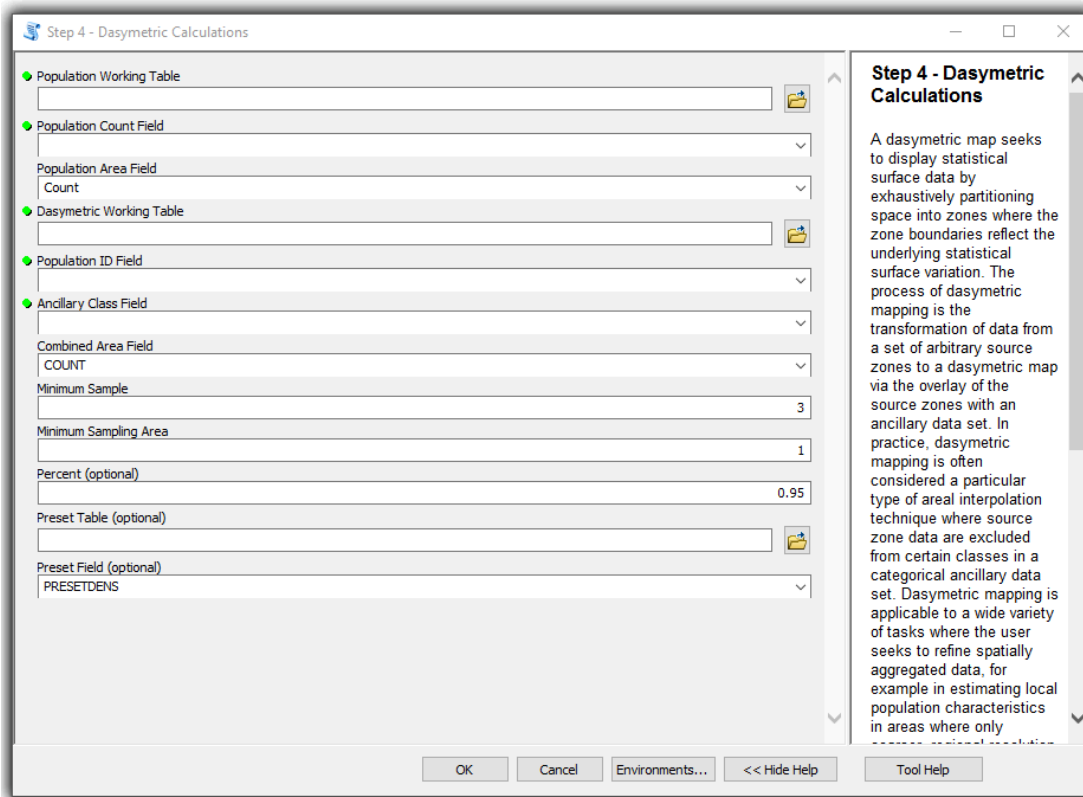 Step 4 - Dasymetric Calculations
Population Working Table
Population Count Field
Population Area Field
Count
Dasymetric Working Table
Population ID Field
Ancillary Class Field
Combined Area Field
COUNT
Minimum Sample
3
Minimum Sampling Area
1
Percent (optional)
0.95
Preset Table (optional)
Preset Field (optional)
PRESETDENS
Step 4 - Dasymetric
Calculations
A dasymetric map seeks
to display statistical
surface data by
exhaustively partitioning
space into zones where the
zone boundaries reflect the
underlying statistical
surface variation. The
process of dasymetric
mapping is the
transformation of data from
a set of arbitrary source
zones to a dasymetric map
via the overlay of the
source zones with an
ancillary data set. In
practice, dasymetric
mapping is often
considered a particular
type of areal interpolation
technique where source
zone data are excluded
from certain classes in a
categorical ancillary data
set. Dasymetric mapping is
applicable to a wide variety
of tasks where the user
seeks to refine spatially
aggregated data, for
example in estimating local
population characteristics
in areas where only
OK
Cancel
Environments...
<< Hide Help
Tool Help